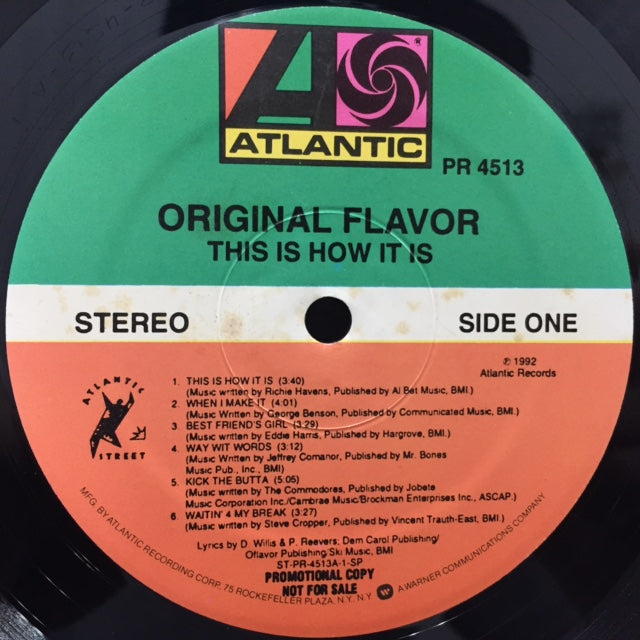 ATLANTIC
PR 4513
ORIGINAL FLAVOR
THIS IS HOW IT IS
STEREO
SIDE ONE
℗ 1992
Atlantic Records
ATLANTIC
STREET
1. THIS IS HOW IT IS (3:40)
(Music written by Richie Havens, Published by Al Bet Music, BMI.)
2. WHEN I MAKE IT (4:01)
(Music Written by George Benson, Published by Communicated Music, BMI.)
3. BEST FRIEND'S GIRL (3:29)
(Music written by Eddie Harris, Published by Hargrove, BMI.)
4. WAY WIT WORDS (3:12)
(Music Written by Jeffrey Comanor, Published by Mr. Bones
Music Pub., Inc., BMI)
5. KICK THE BUTTA (5:05)
(Music written by The Commodores, Published by Jobete
Music Corporation Inc/Cambrae Music/Brockman Enterprises Inc., ASCAP.)
6. WAITIN' 4 MY BREAK (3:27)
(Music written by Steve Cropper, Published by Vincent Trauth-East, BMI.)
Lyrics by D. Willis & P. Reevers; Dem Carol Publishing/
Oflavor Publishing/Ski Music, BMI
ST-PR-4513A-1-SP
PROMOTIONAL COPY
NOT FOR SALE
MFG. BY ATLANTIC RECORDING CORP. 75 ROCKEFELLER PLAZA, N.Y. N.Y. A WARNER COMMUNICATIONS COMPANY